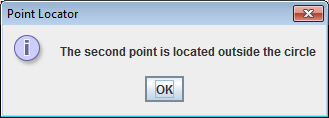 Point Locator
The second point is located outside the circle
OK